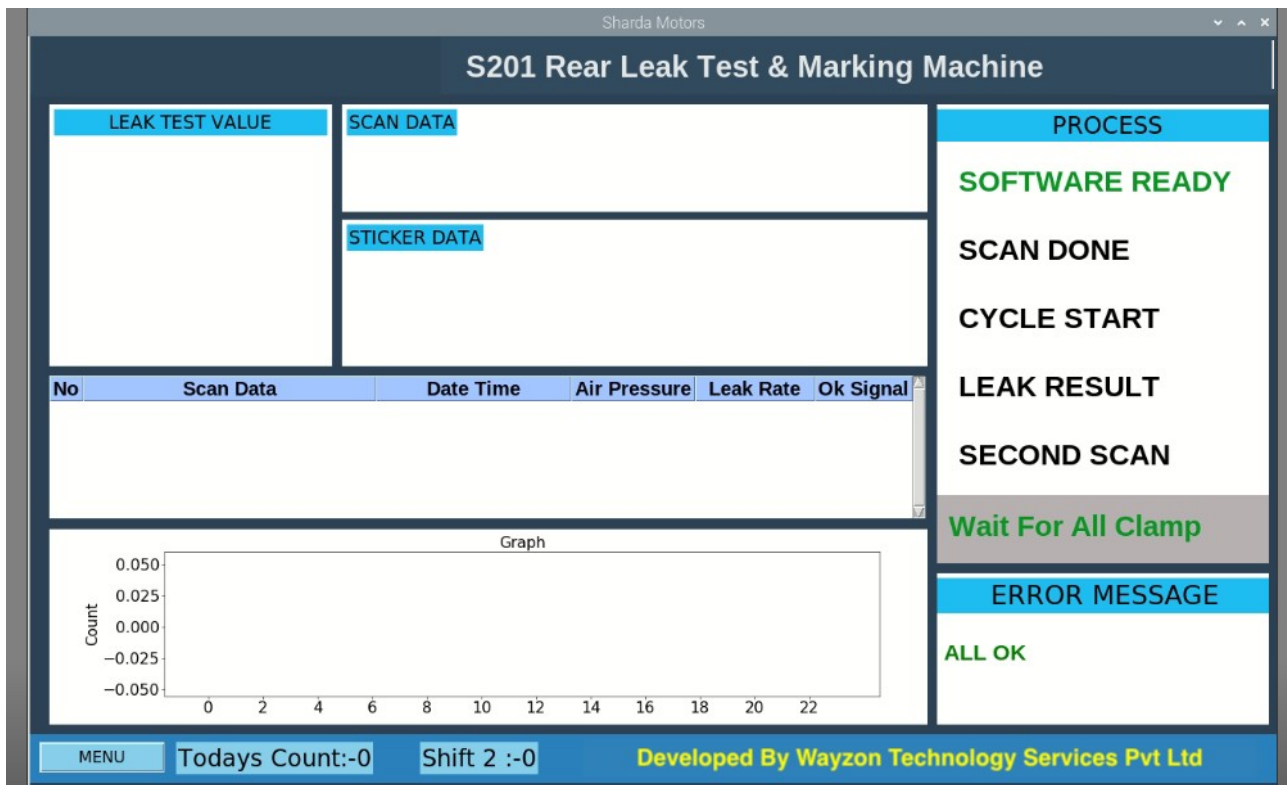 Sharda Motors
S201 Rear Leak Test & Marking Machine
LEAK TEST VALUE
SCAN DATA
STICKER DATA
PROCESS
SOFTWARE READY
SCAN DONE
CYCLE START
LEAK RESULT
SECOND SCAN
Wait For All Clamp
No Scan Data Date Time Air Pressure Leak Rate Ok Signal
Graph
Count
0.050
0.025
0.000
−0.025
−0.050
0 2 4 6 8 10 12 14 16 18 20 22
ERROR MESSAGE
ALL OK
MENU Todays Count:-0 Shift 2 :-0 Developed By Wayzon Technology Services Pvt Ltd